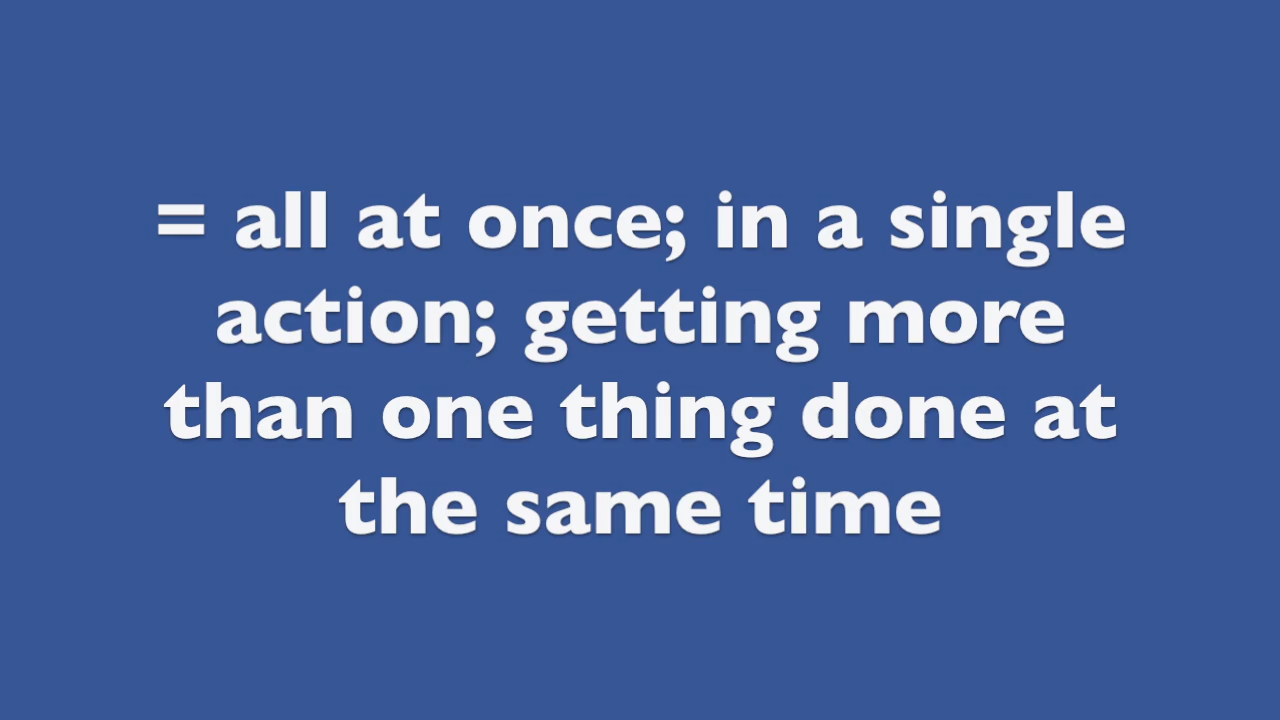 = all at once; in a single
action; getting more
than one thing done at
the same time